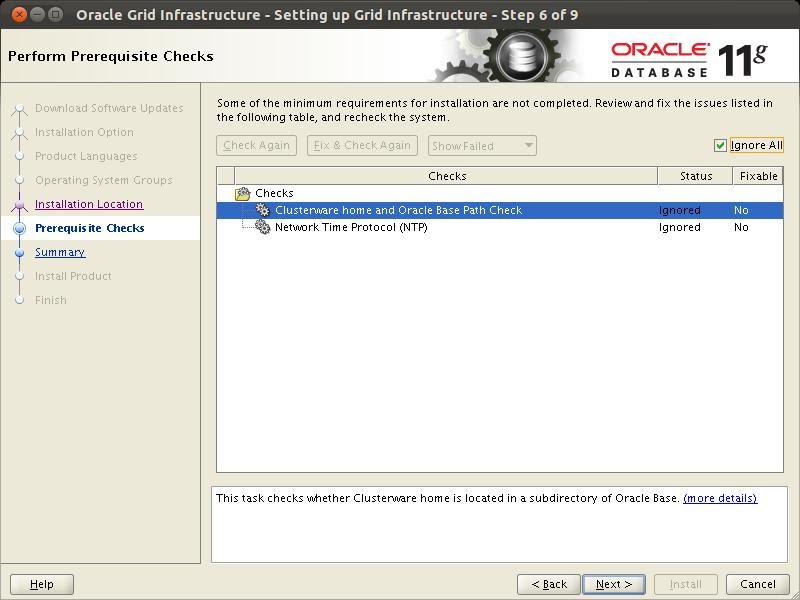 Oracle Grid Infrastructure - Setting up Grid Infrastructure - Step 6 of 9
Perform Prerequisite Checks
ORACLE®
DATABASE 11g
Download Software Updates
Installation Option
Product Languages
Operating System Groups
Installation Location
Prerequisite Checks
Summary
Install Product
Finish
Some of the minimum requirements for installation are not completed. Review and fix the issues listed in
the following table, and recheck the system.
Check Again Fix & Check Again Show Failed Ignore All
Checks Status Fixable
Checks
Clusterware home and Oracle Base Path Check Ignored No
Network Time Protocol (NTP) Ignored No
This task checks whether Clusterware home is located in a subdirectory of Oracle Base. (more details)
Help < Back Next > Install Cancel